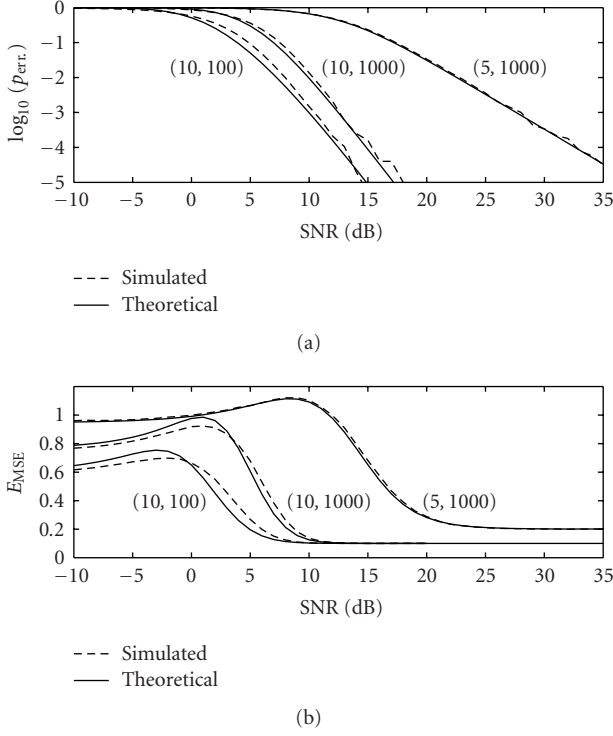 −0
−1
−2
−3
−4
−5
log₁₀ (p_err.)
(10, 100)
(10, 1000)
(5, 1000)
−10 −5 0 5 10 15 20 25 30 35
SNR (dB)
Simulated
Theoretical
(a)
1
0.8
0.6
0.4
0.2
0
E_MSE
(10, 100)
(10, 1000)
(5, 1000)
−10 −5 0 5 10 15 20 25 30 35
SNR (dB)
Simulated
Theoretical
(b)